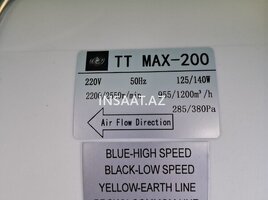 TT MAX-200
220V 50Hz 125/140W
2200/2550r/min 955/1200m³/h
285/380Pa
INSAAT.AZ
Air Flow Direction
BLUE-HIGH SPEED
BLACK-LOW SPEED
YELLOW-EARTH LINE